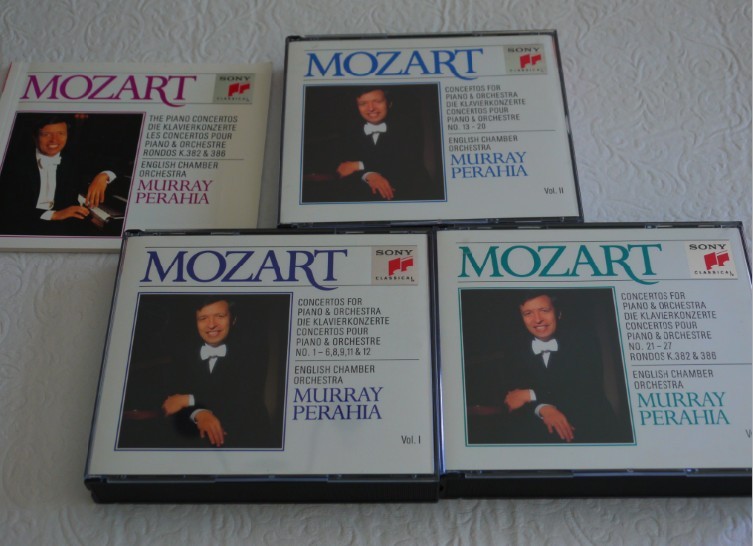 MOZART
SONY
CLASSICAL
THE PIANO CONCERTOS
DIE KLAVIERKONZERTE
LES CONCERTOS POUR
PIANO & ORCHESTRE
RONDOS K.382 & 386
ENGLISH CHAMBER
ORCHESTRA
MURRAY
PERAHIA
MOZART
SONY
CLASSICAL
CONCERTOS FOR
PIANO & ORCHESTRA
DIE KLAVIERKONZERTE
CONCERTOS POUR
PIANO & ORCHESTRE
NO. 13 - 20
ENGLISH CHAMBER
ORCHESTRA
MURRAY
PERAHIA
Vol. II
MOZART
SONY
CLASSICAL
CONCERTOS FOR
PIANO & ORCHESTRA
DIE KLAVIERKONZERTE
CONCERTOS POUR
PIANO & ORCHESTRE
NO. 1 - 6,8,9,11 & 12
ENGLISH CHAMBER
ORCHESTRA
MURRAY
PERAHIA
Vol. I
MOZART
SONY
CLASSICAL
CONCERTOS FOR
PIANO & ORCHESTRA
DIE KLAVIERKONZERTE
CONCERTOS POUR
PIANO & ORCHESTRE
NO. 21 - 27
RONDOS K.382 & 386
ENGLISH CHAMBER
ORCHESTRA
MURRAY
PERAHIA